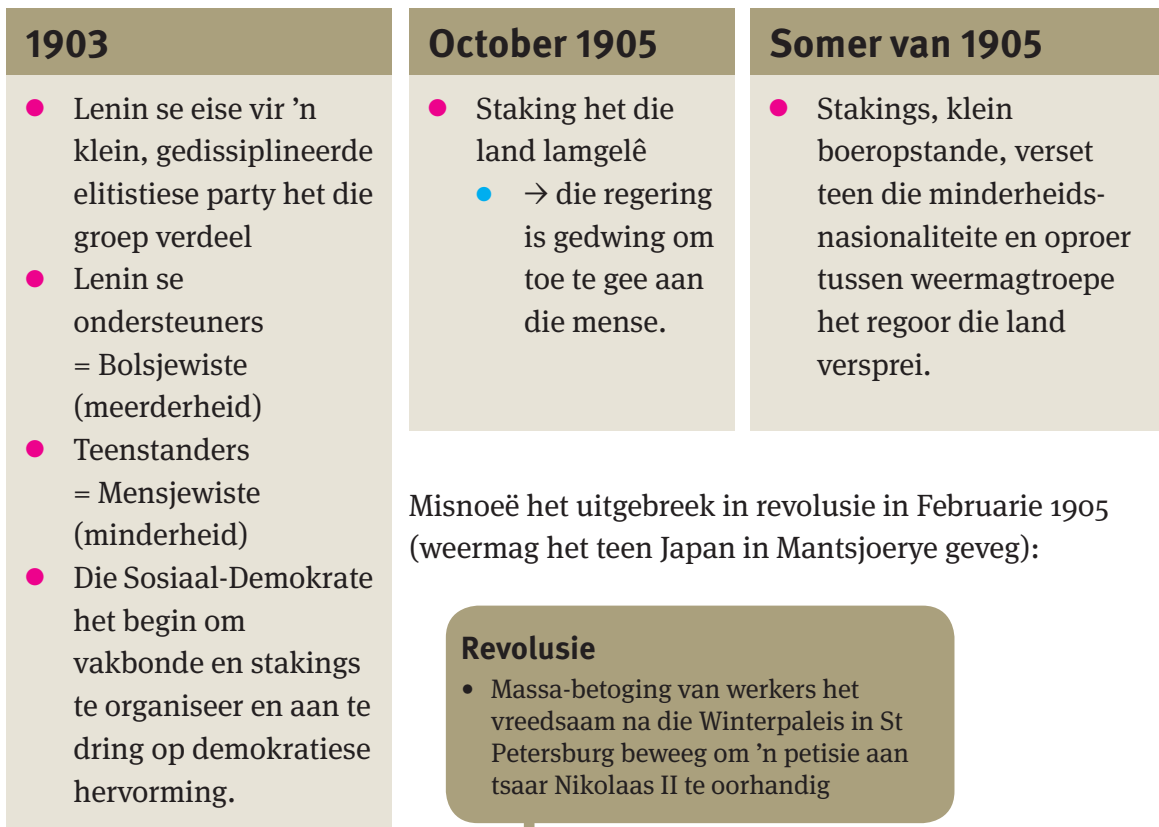 1903
● Lenin se eise vir ’n
klein, gedissiplineerde
elitistiese party het die
groep verdeel
● Lenin se
ondersteuners
= Bolsjewiste
(meerderheid)
● Teenstanders
= Mensjewiste
(minderheid)
● Die Sosiaal-Demokrate
het begin om
vakbonde en stakings
te organiseer en aan te
dring op demokratiese
hervorming.
October 1905
● Staking het die
land lamgelê
● → die regering
is gedwing om
toe te gee aan
die mense.
Somer van 1905
● Stakings, klein
boeropstande, verset
teen die minderheids-
nasionaliteite en oproer
tussen weermagtroepe
het regoor die land
versprei.
Misnoeë het uitgebreek in revolusie in Februarie 1905
(weermag het teen Japan in Mantsjoerye geveg):
Revolusie
• Massa-betoging van werkers het
vreedsaam na die Winterpaleis in St
Petersburg beweeg om ’n petisie aan
tsaar Nikolaas II te oorhandig